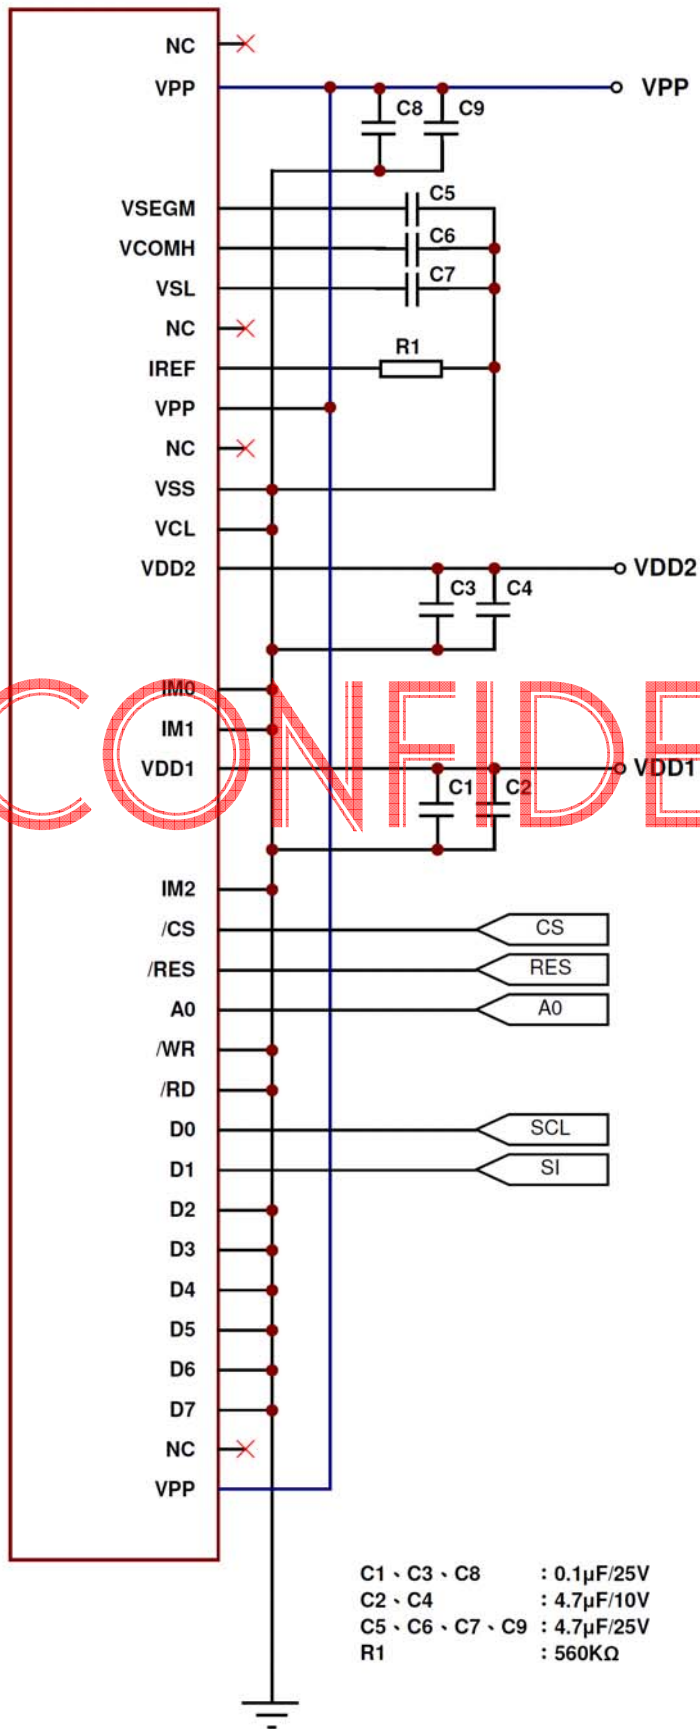 NC
VPP
VPP
C8
C9
VSEGM
C5
VCOMH
C6
VSL
C7
NC
IREF
R1
VPP
NC
VSS
VCL
VDD2
VDD2
C3
C4
IM0
CONFIDE
IM1
VDD1
VDD1
C1
C2
IM2
/CS
CS
/RES
RES
A0
A0
/WR
/RD
D0
SCL
D1
SI
D2
D3
D4
D5
D6
D7
NC
VPP
C1、C3、C8 : 0.1µF/25V
C2、C4 : 4.7µF/10V
C5、C6、C7、C9 : 4.7µF/25V
R1 : 560KΩ